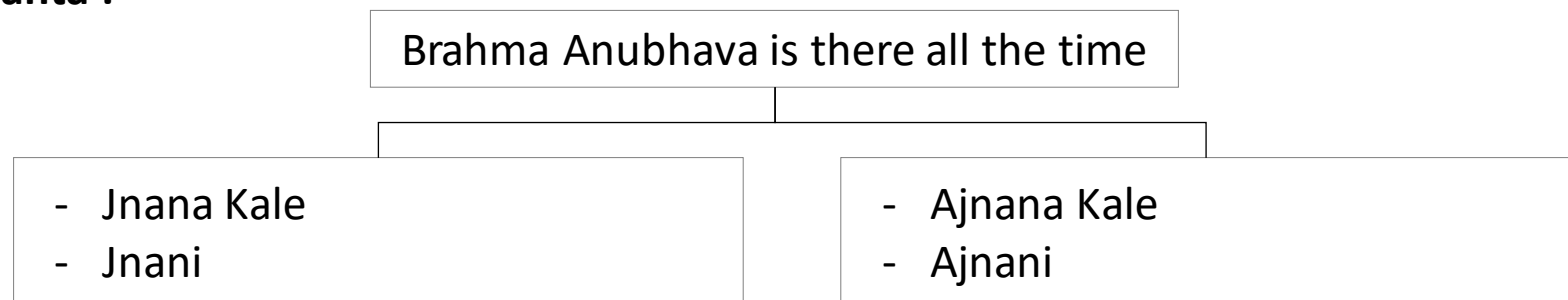 Brahma Anubhava is there all the time
- Jnana Kale
- Jnani
- Ajnana Kale
- Ajnani